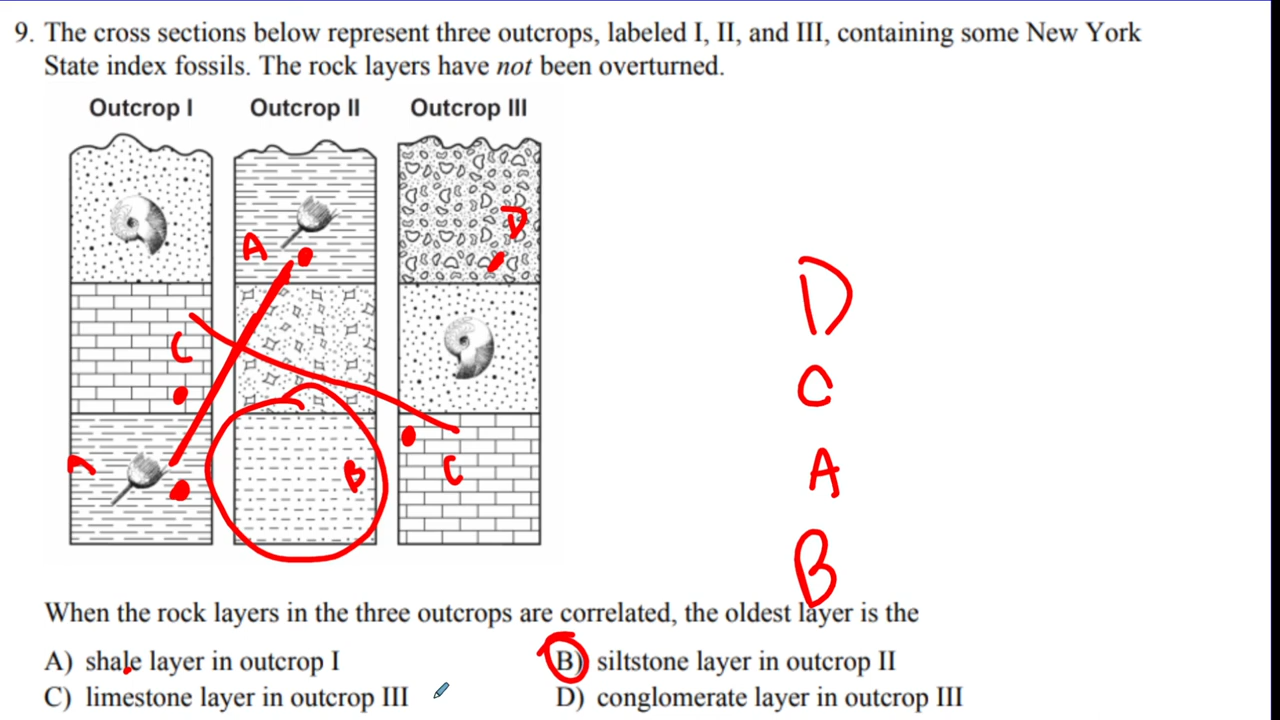 9. The cross sections below represent three outcrops, labeled I, II, and III, containing some New York
State index fossils. The rock layers have not been overturned.
Outcrop I Outcrop II Outcrop III
D
A
D
C
C
A
A
B
C
B
When the rock layers in the three outcrops are correlated, the oldest layer is the
A) shale layer in outcrop I B) siltstone layer in outcrop II
C) limestone layer in outcrop III D) conglomerate layer in outcrop III